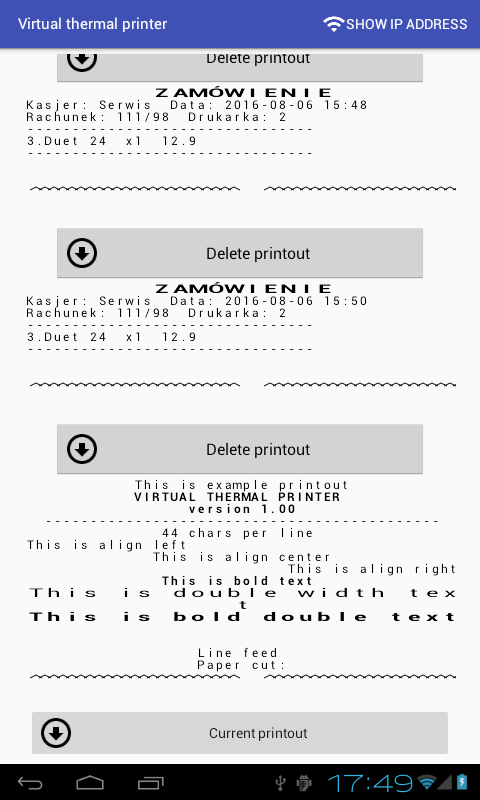 Virtual thermal printer
SHOW IP ADDRESS
Delete printout
ZAMÓWIENIE
Kasjer: Serwis Data: 2016-08-06 15:48
Rachunek: 111/98 Drukarka: 2
--------------------------------
3.Duet 24 x1 12.9
--------------------------------
Delete printout
ZAMÓWIENIE
Kasjer: Serwis Data: 2016-08-06 15:50
Rachunek: 111/98 Drukarka: 2
--------------------------------
3.Duet 24 x1 12.9
--------------------------------
Delete printout
This is example printout
VIRTUAL THERMAL PRINTER
version 1.00
--------------------------------------------
44 chars per line
This is align left
This is align center
This is align right
This is bold text
This is double width tex
t
This is bold double text
Line feed
Paper cut:
Current printout
17:49